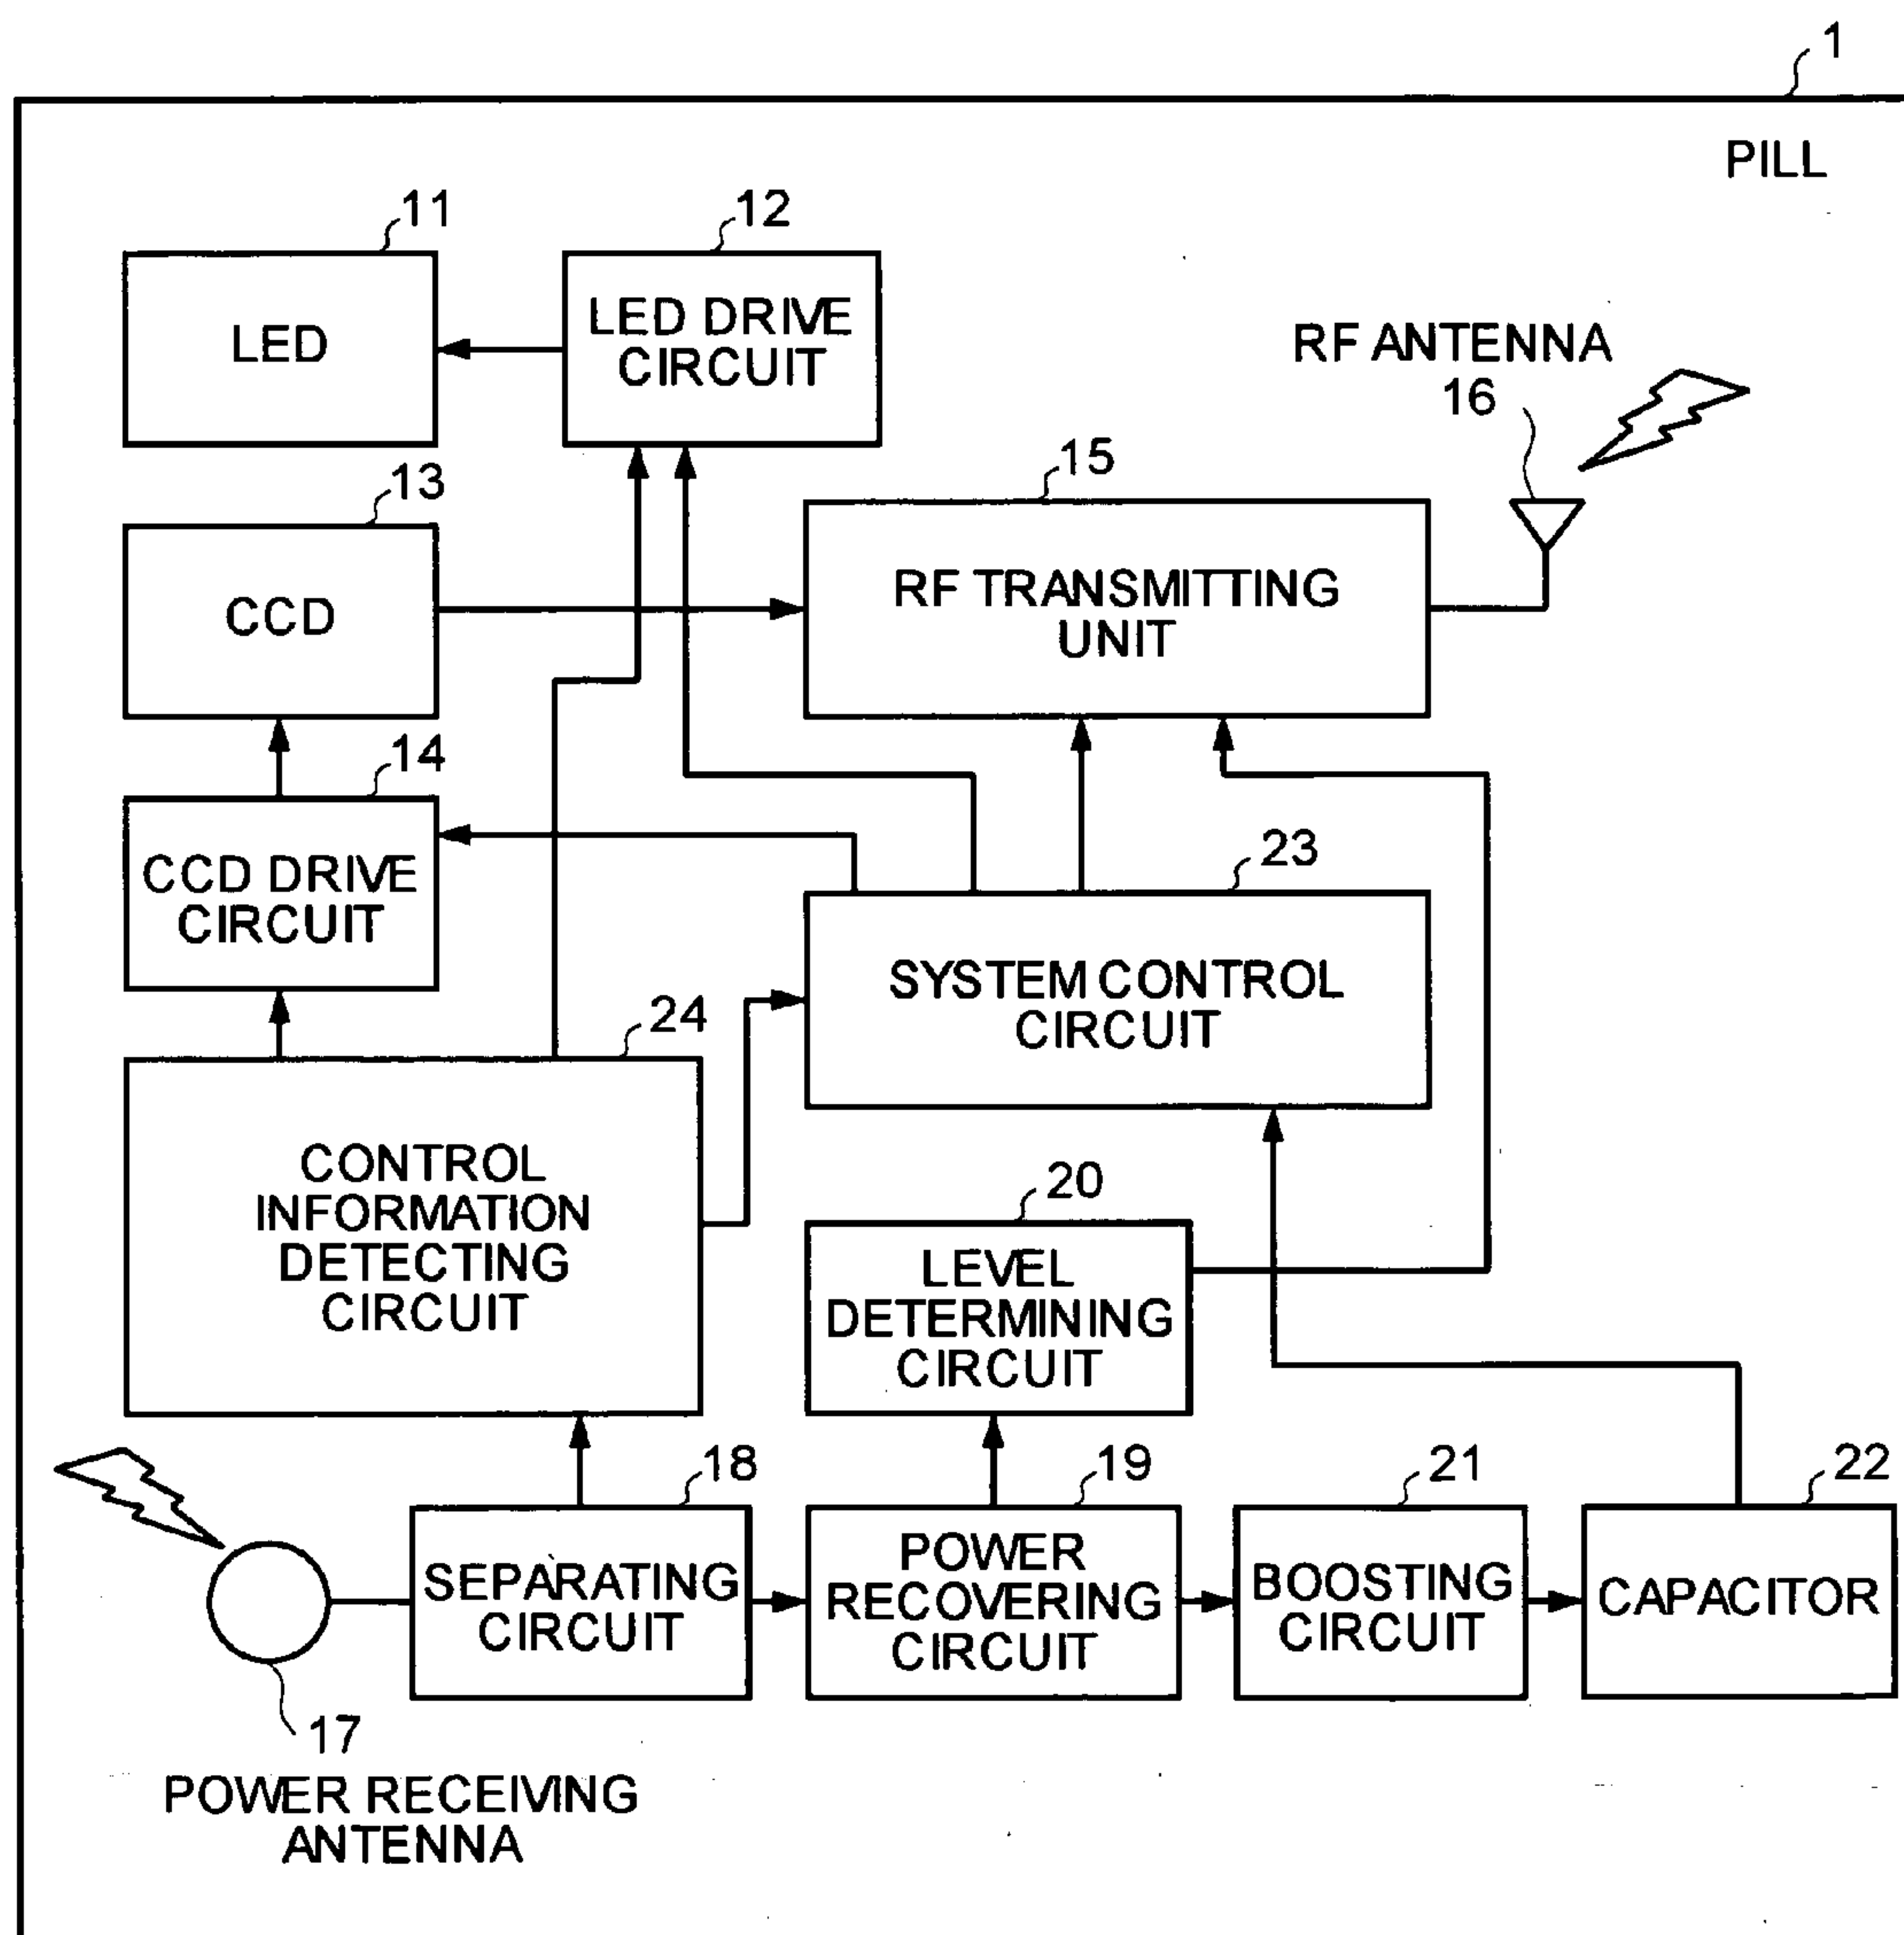 1
PILL
11
12
LED
LED DRIVE
CIRCUIT
RF ANTENNA
16
13
15
CCD
RF TRANSMITTING
UNIT
14
CCD DRIVE
CIRCUIT
23
SYSTEM CONTROL
CIRCUIT
24
CONTROL
INFORMATION
DETECTING
CIRCUIT
20
LEVEL
DETERMINING
CIRCUIT
18
19
21
22
SEPARATING
CIRCUIT
POWER
RECOVERING
CIRCUIT
BOOSTING
CIRCUIT
CAPACITOR
17
POWER RECEIVING
ANTENNA